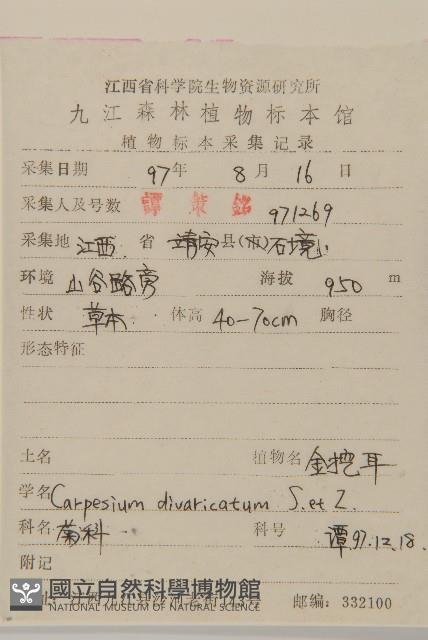 江西省科学院生物资源研究所
九江森林植物标本馆
植物标本采集记录
采集日期 97年 8月 16日
采集人及号数 譚策銘 971269
采集地 江西 省 靖安县(市)石境
环境 山谷路旁 海拔 950 m
性状 草本 体高 40-70cm 胸径
形态特征
土名 植物名 金挖耳
学名 Carpesium divaricatum S. et Z.
科名 菊科 科号 谭97.12.18.
附记
國立自然科學博物館
NATIONAL MUSEUM OF NATURAL SCIENCE
邮编: 332100